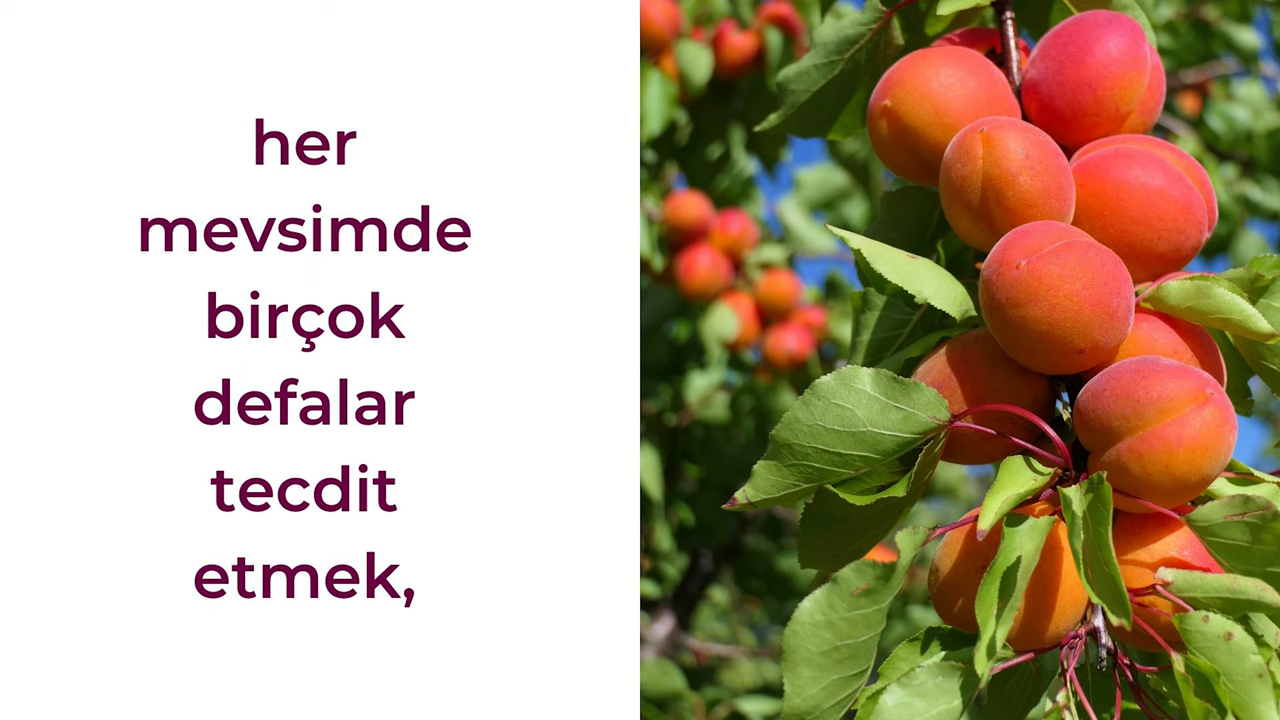 her
mevsimde
birçok
defalar
tecdit
etmek,